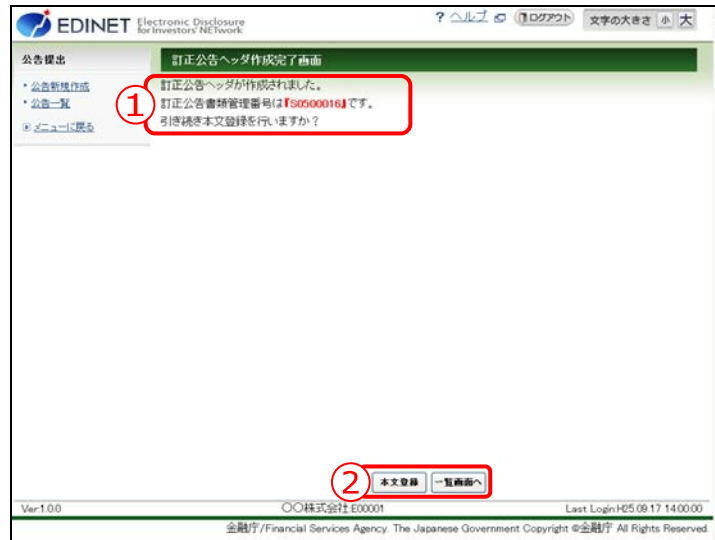 EDINET Electronic Disclosure for Investors' NETwork
? ヘルプ ログアウト 文字の大きさ 小 大
公告提出
訂正公告ヘッダ作成完了画面
・公告新規作成
・公告一覧
メニューに戻る
①
訂正公告ヘッダが作成されました。
訂正公告書類管理番号は『S0500016』です。
引き続き本文登録を行いますか？
②
本文登録 一覧画面へ
Ver.1.0.0 〇〇株式会社:E00001 Last Login:H25.09.17 14:00:00
金融庁/Financial Services Agency. The Japanese Government Copyright ©金融庁 All Rights Reserved.